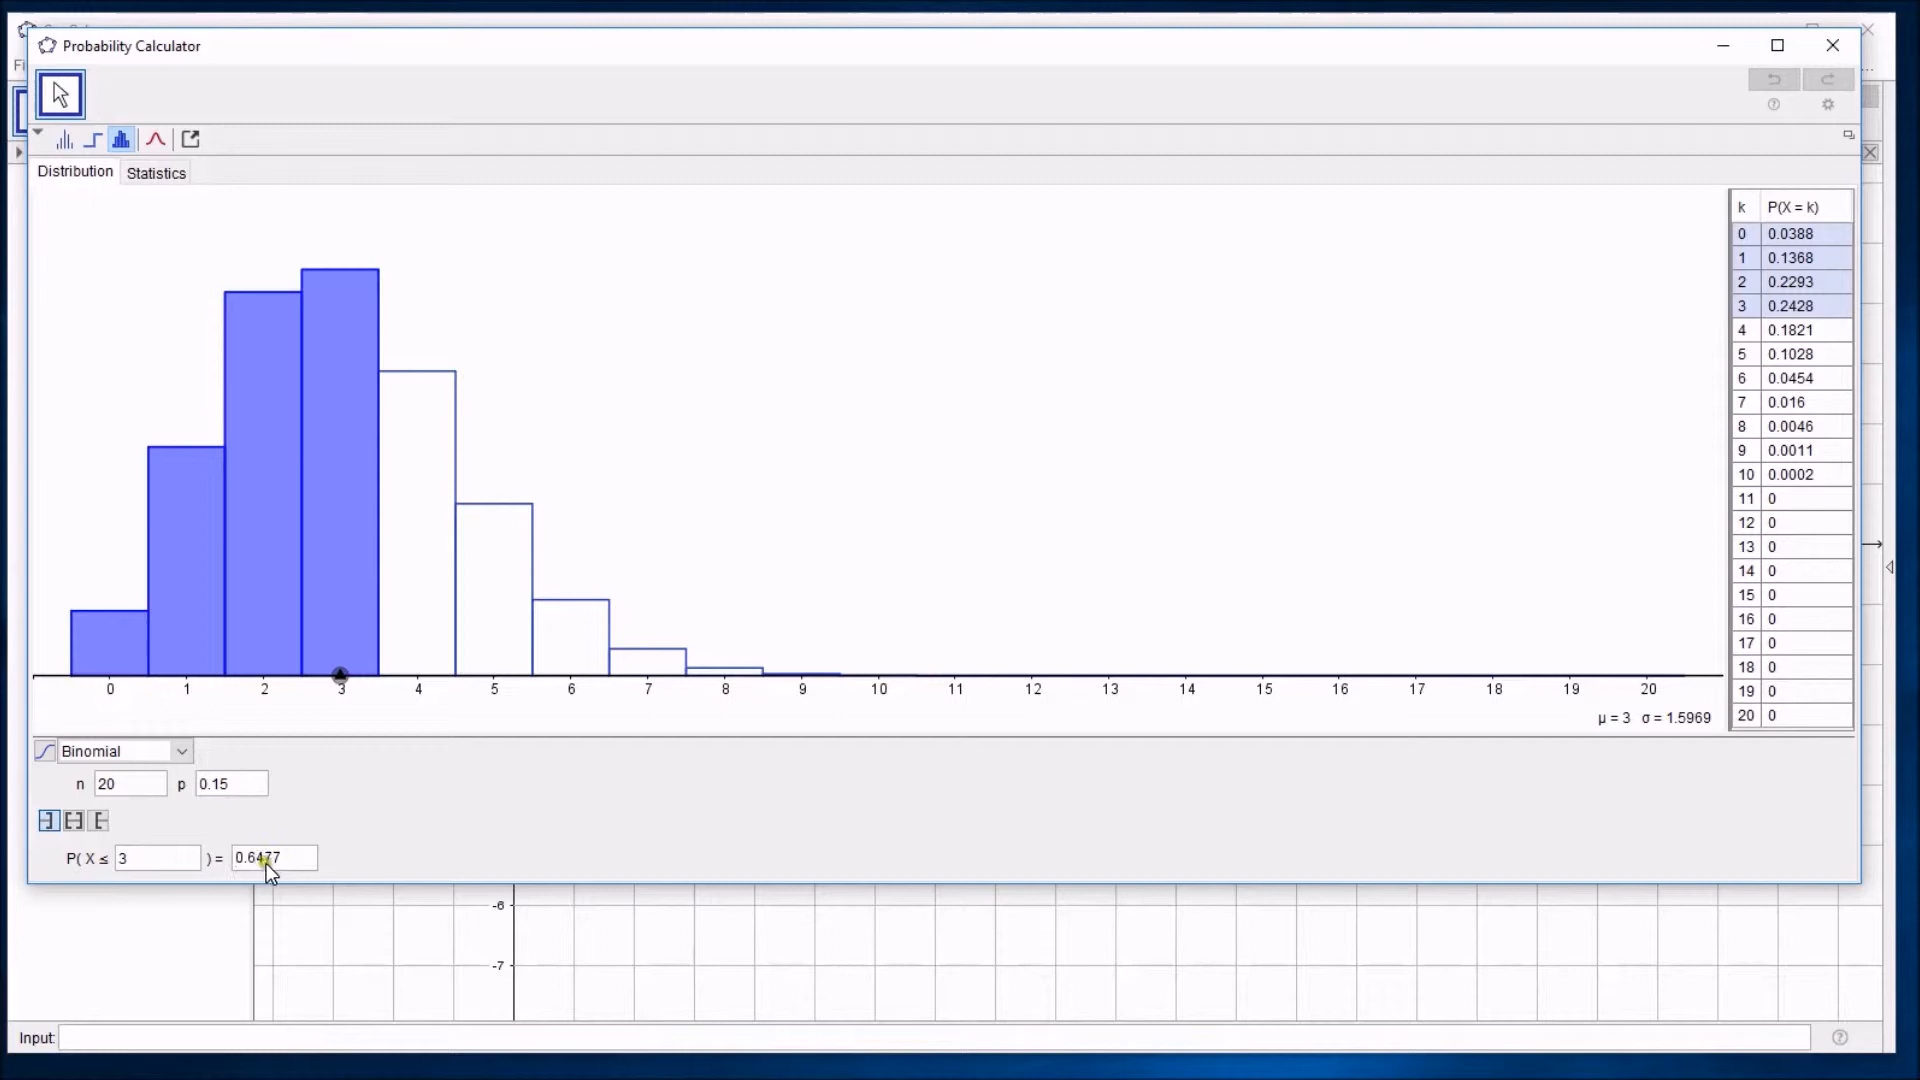 Probability Calculator
Distribution Statistics
k P(X = k)
0 0.0388
1 0.1368
2 0.2293
3 0.2428
4 0.1821
5 0.1028
6 0.0454
7 0.016
8 0.0046
9 0.0011
10 0.0002
11 0
12 0
13 0
14 0
15 0
16 0
17 0
18 0
19 0
20 0
0 1 2 3 4 5 6 7 8 9 10 11 12 13 14 15 16 17 18 19 20
μ = 3 σ = 1.5969
Binomial
n 20 p 0.15
P( X ≤ 3 ) = 0.6477
-6
-7
Input: